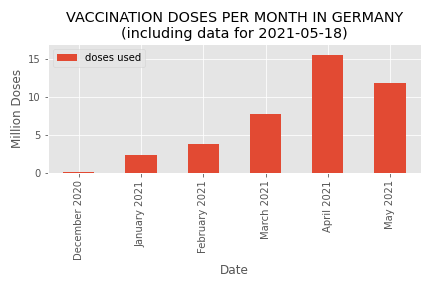 VACCINATION DOSES PER MONTH IN GERMANY
(including data for 2021-05-18)
doses used
Million Doses
15
10
5
0
December 2020
January 2021
February 2021
March 2021
April 2021
May 2021
Date